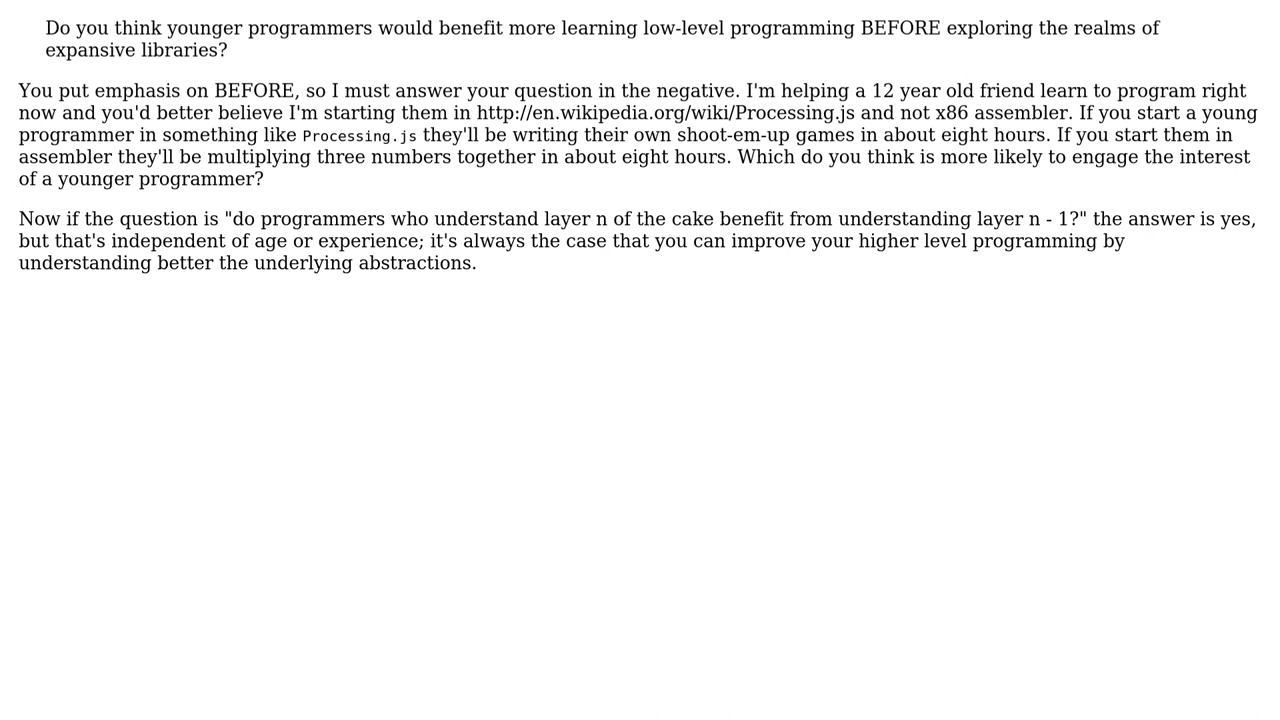 Do you think younger programmers would benefit more learning low-level programming BEFORE exploring the realms of
expansive libraries?
You put emphasis on BEFORE, so I must answer your question in the negative. I'm helping a 12 year old friend learn to program right
now and you'd better believe I'm starting them in http://en.wikipedia.org/wiki/Processing.js and not x86 assembler. If you start a young
programmer in something like Processing.js they'll be writing their own shoot-em-up games in about eight hours. If you start them in
assembler they'll be multiplying three numbers together in about eight hours. Which do you think is more likely to engage the interest
of a younger programmer?
Now if the question is "do programmers who understand layer n of the cake benefit from understanding layer n - 1?" the answer is yes,
but that's independent of age or experience; it's always the case that you can improve your higher level programming by
understanding better the underlying abstractions.